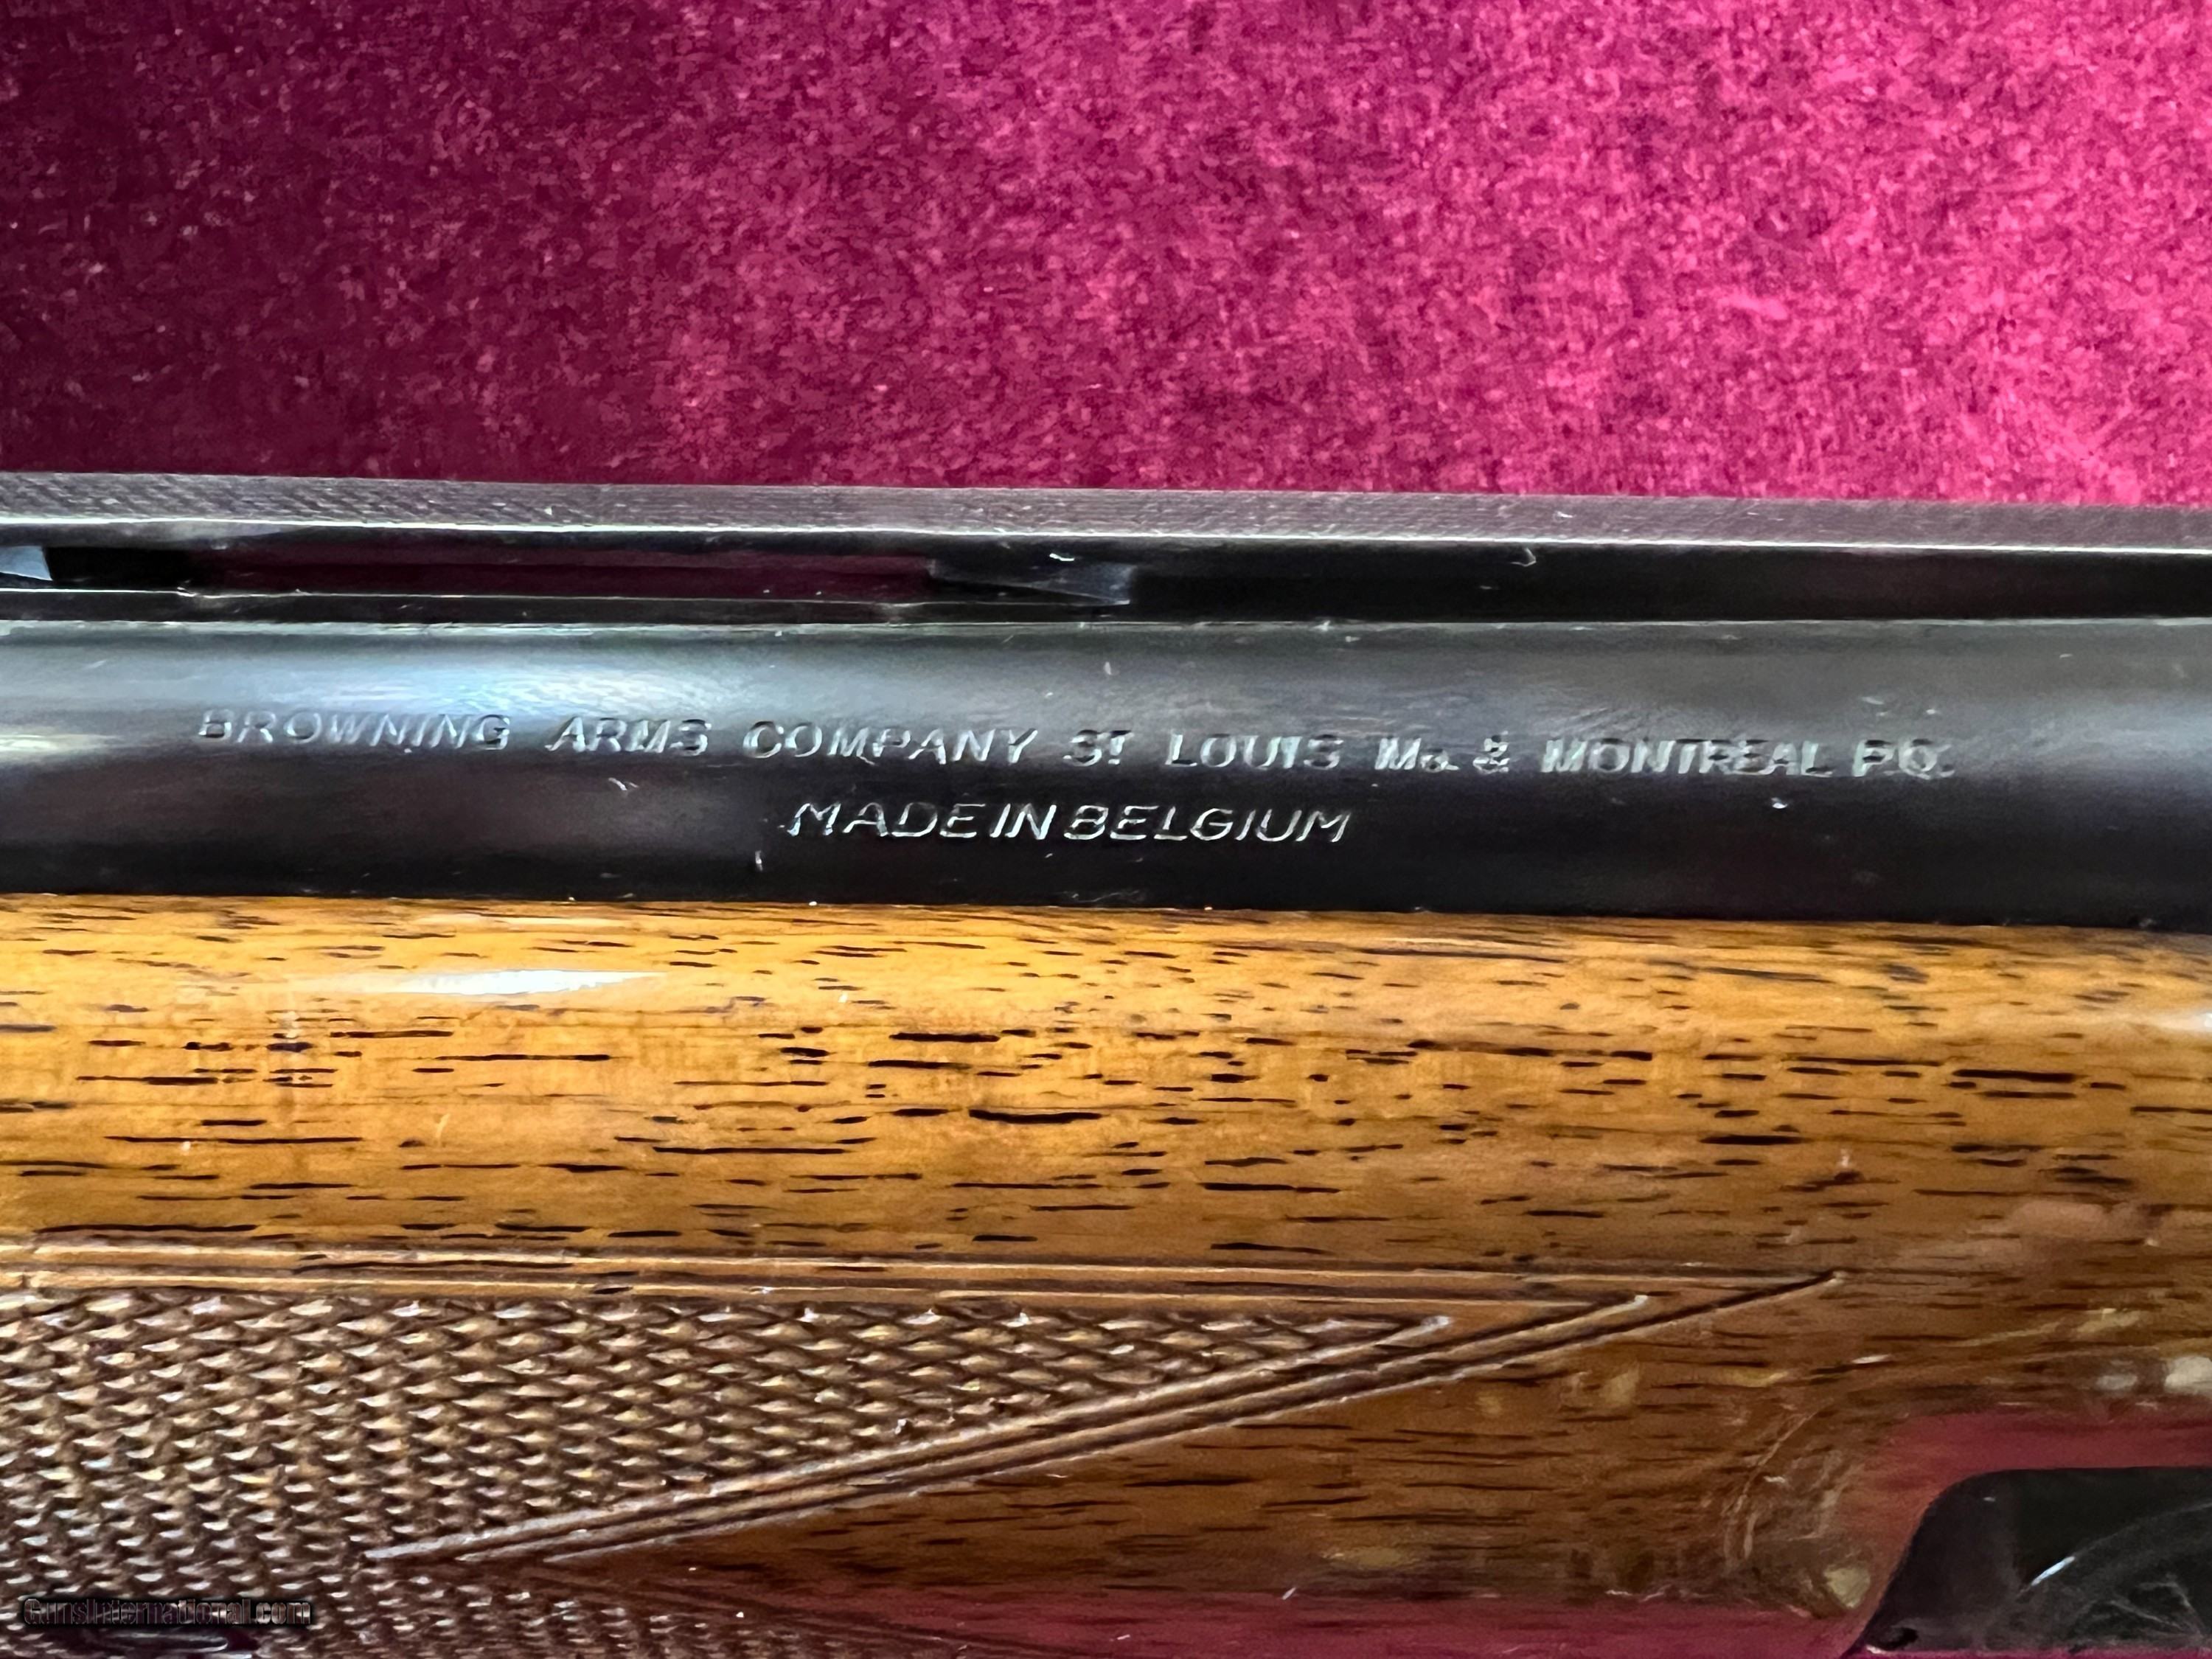 BROWNING ARMS COMPANY ST LOUIS Mo. & MONTREAL P.Q.
MADE IN BELGIUM
GunsInternational.com